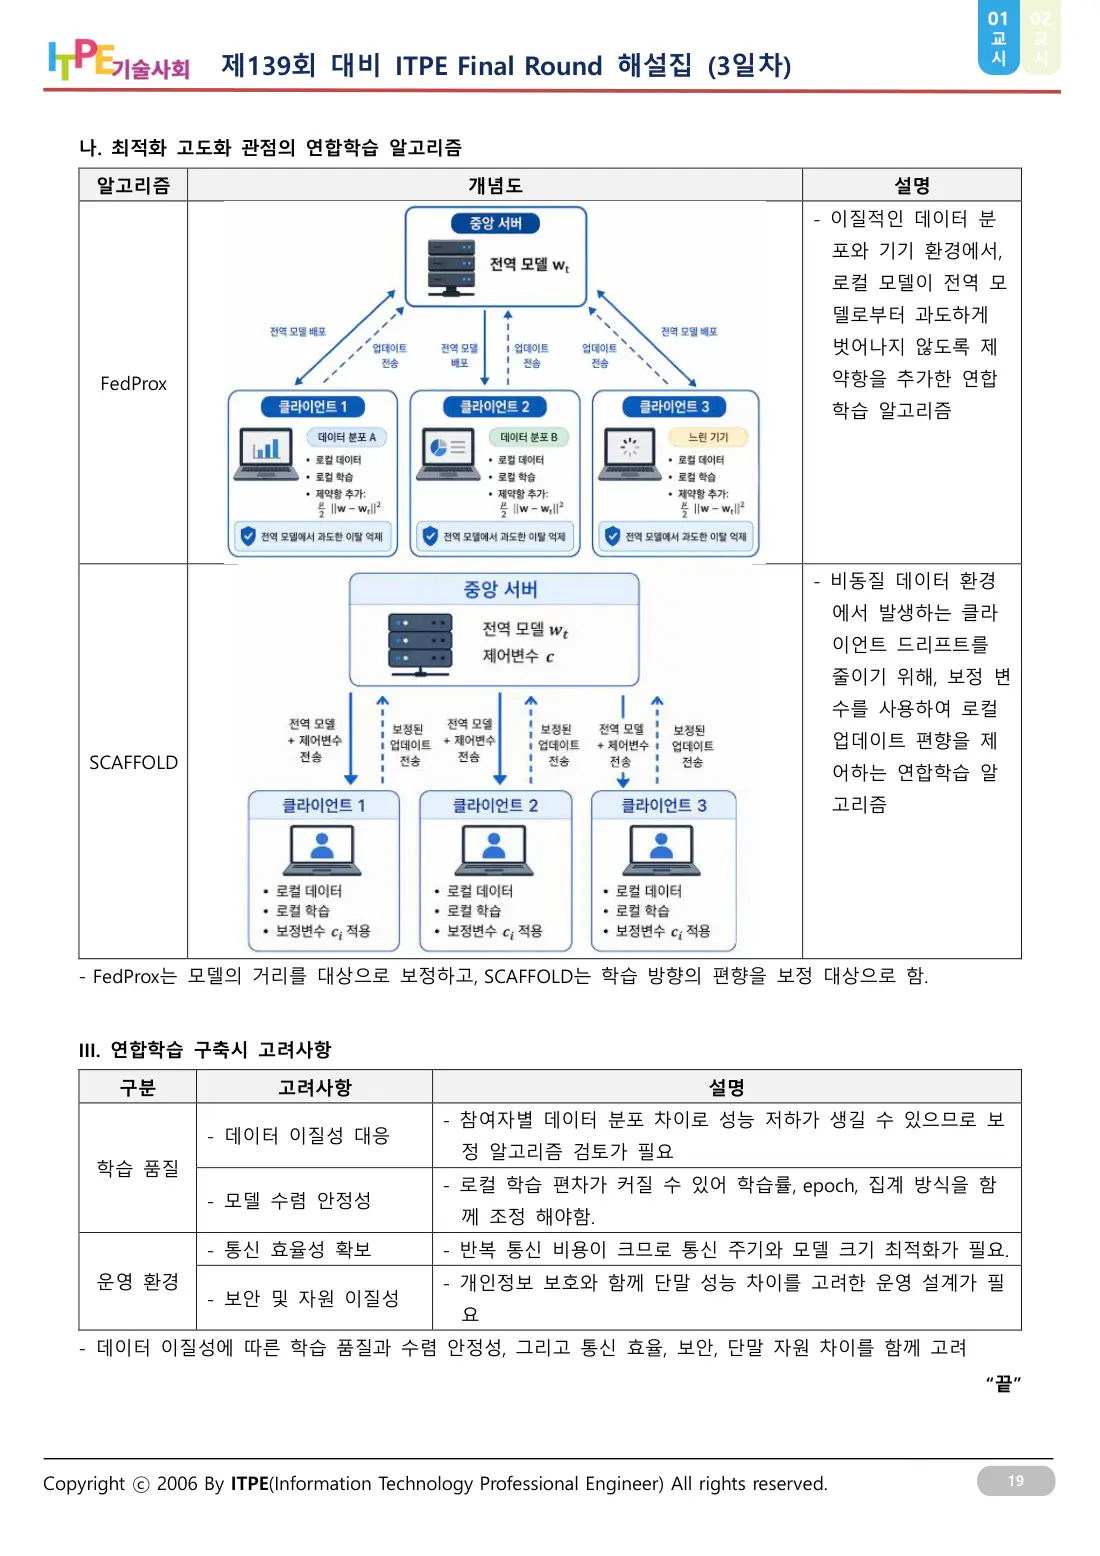 01 교시
02 교시
ITPE기술사회 제139회 대비 ITPE Final Round 해설집 (3일차)
나. 최적화 고도화 관점의 연합학습 알고리즘
알고리즘 개념도 설명
FedProx
중앙 서버
전역 모델 wt
전역 모델 배포
업데이트
전송
전역 모델
배포
업데이트
전송
업데이트
전송
전역 모델 배포
클라이언트 1
데이터 분포 A
• 로컬 데이터
• 로컬 학습
• 제약항 추가:
μ/2 ||w − wt||²
전역 모델에서 과도한 이탈 억제
클라이언트 2
데이터 분포 B
• 로컬 데이터
• 로컬 학습
• 제약항 추가:
μ/2 ||w − wt||²
전역 모델에서 과도한 이탈 억제
클라이언트 3
느린 기기
• 로컬 데이터
• 로컬 학습
• 제약항 추가:
μ/2 ||w − wt||²
전역 모델에서 과도한 이탈 억제
- 이질적인 데이터 분
포와 기기 환경에서,
로컬 모델이 전역 모
델로부터 과도하게
벗어나지 않도록 제
약항을 추가한 연합
학습 알고리즘
SCAFFOLD
중앙 서버
전역 모델 wt
제어변수 c
전역 모델
+ 제어변수
전송
보정된
업데이트
전송
전역 모델
+ 제어변수
전송
보정된
업데이트
전송
전역 모델
+ 제어변수
전송
보정된
업데이트
전송
클라이언트 1
• 로컬 데이터
• 로컬 학습
• 보정변수 ci 적용
클라이언트 2
• 로컬 데이터
• 로컬 학습
• 보정변수 ci 적용
클라이언트 3
• 로컬 데이터
• 로컬 학습
• 보정변수 ci 적용
- 비동질 데이터 환경
에서 발생하는 클라
이언트 드리프트를
줄이기 위해, 보정 변
수를 사용하여 로컬
업데이트 편향을 제
어하는 연합학습 알
고리즘
- FedProx는 모델의 거리를 대상으로 보정하고, SCAFFOLD는 학습 방향의 편향을 보정 대상으로 함.
III. 연합학습 구축시 고려사항
구분 고려사항 설명
학습 품질
- 데이터 이질성 대응
- 참여자별 데이터 분포 차이로 성능 저하가 생길 수 있으므로 보
정 알고리즘 검토가 필요
- 모델 수렴 안정성
- 로컬 학습 편차가 커질 수 있어 학습률, epoch, 집계 방식을 함
께 조정 해야함.
운영 환경
- 통신 효율성 확보
- 반복 통신 비용이 크므로 통신 주기와 모델 크기 최적화가 필요.
- 보안 및 자원 이질성
- 개인정보 보호와 함께 단말 성능 차이를 고려한 운영 설계가 필
요
- 데이터 이질성에 따른 학습 품질과 수렴 안정성, 그리고 통신 효율, 보안, 단말 자원 차이를 함께 고려
“끝”
Copyright ⓒ 2006 By ITPE(Information Technology Professional Engineer) All rights reserved.
19